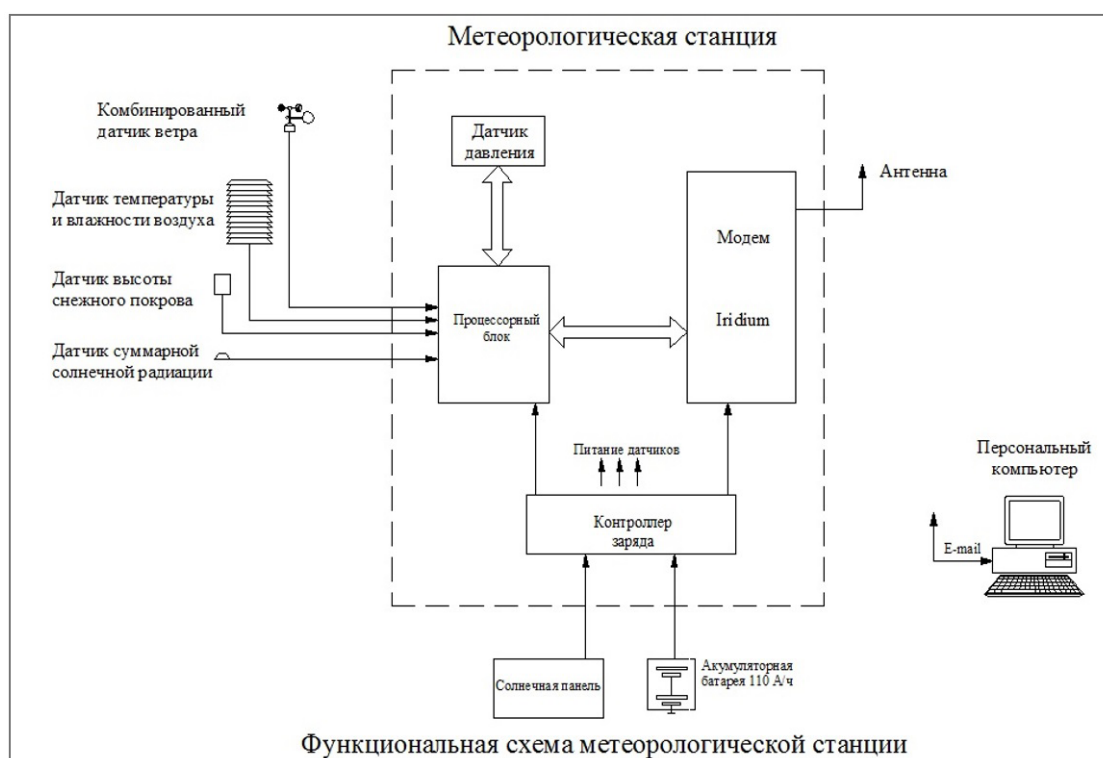 Метеорологическая станция
Комбинированный
датчик ветра
Датчик
давления
Антенна
Датчик температуры
и влажности воздуха
Модем
Iridium
Датчик высоты
снежного покрова
Процессорный
блок
Датчик суммарной
солнечной радиации
Питание датчиков
Персональный
компьютер
Контроллер
заряда
E-mail
Солнечная панель
Акумуляторная
батарея 110 А/ч
Функциональная схема метеорологической станции